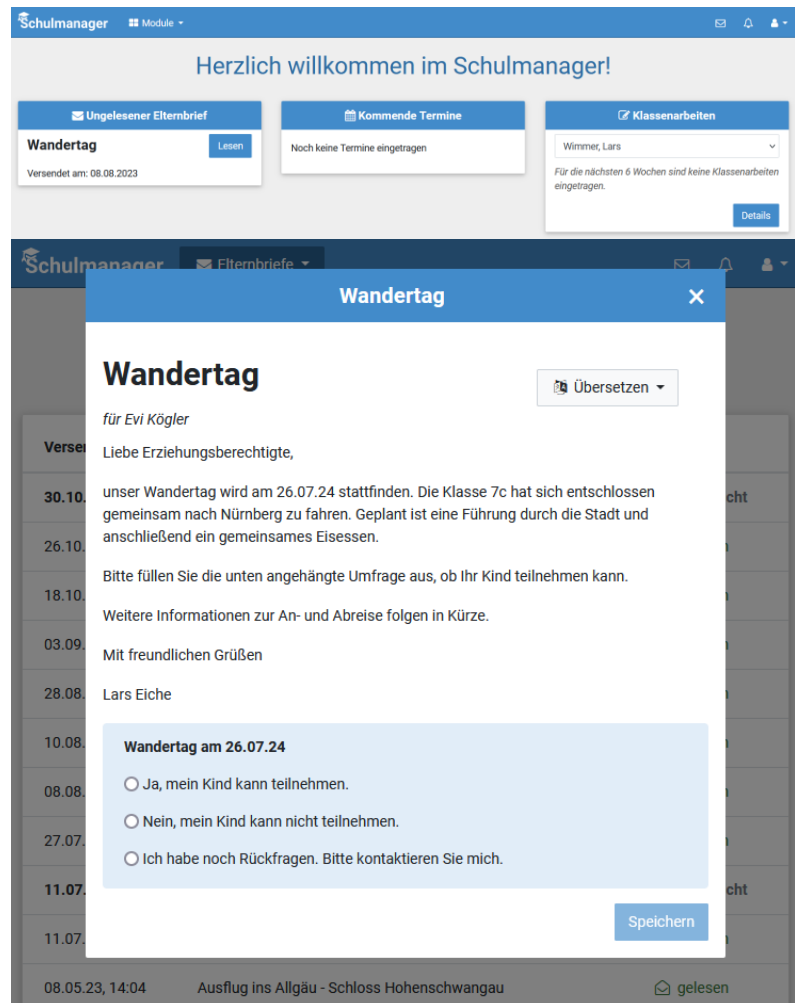 Schulmanager Module
Herzlich willkommen im Schulmanager!
Ungelesener Elternbrief
Wandertag
Lesen
Versendet am: 08.08.2023
Kommende Termine
Noch keine Termine eingetragen
Klassenarbeiten
Wimmer, Lars
Für die nächsten 6 Wochen sind keine Klassenarbeiten
eingetragen.
Details
Schulmanager Elternbriefe
Wandertag
Wandertag
Übersetzen
für Evi Kögler
Liebe Erziehungsberechtigte,
unser Wandertag wird am 26.07.24 stattfinden. Die Klasse 7c hat sich entschlossen
gemeinsam nach Nürnberg zu fahren. Geplant ist eine Führung durch die Stadt und
anschließend ein gemeinsames Eisessen.
Bitte füllen Sie die unten angehängte Umfrage aus, ob Ihr Kind teilnehmen kann.
Weitere Informationen zur An- und Abreise folgen in Kürze.
Mit freundlichen Grüßen
Lars Eiche
Wandertag am 26.07.24
Ja, mein Kind kann teilnehmen.
Nein, mein Kind kann nicht teilnehmen.
Ich habe noch Rückfragen. Bitte kontaktieren Sie mich.
Speichern
30.10.
26.10.
18.10.
03.09.
28.08.
10.08.
08.08.
27.07.
11.07.
11.07.
08.05.23, 14:04 Ausflug ins Allgäu - Schloss Hohenschwangau gelesen